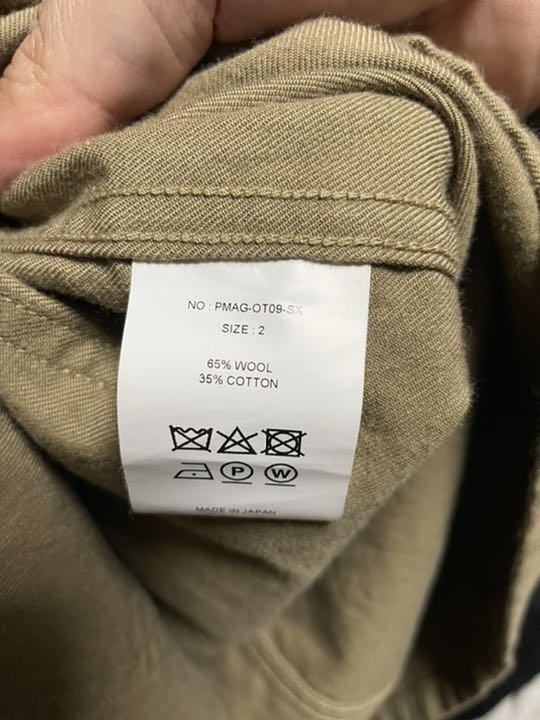 NO : PMAG-OT09-SX
SIZE : 2
65% WOOL
35% COTTON
P W
MADE IN JAPAN